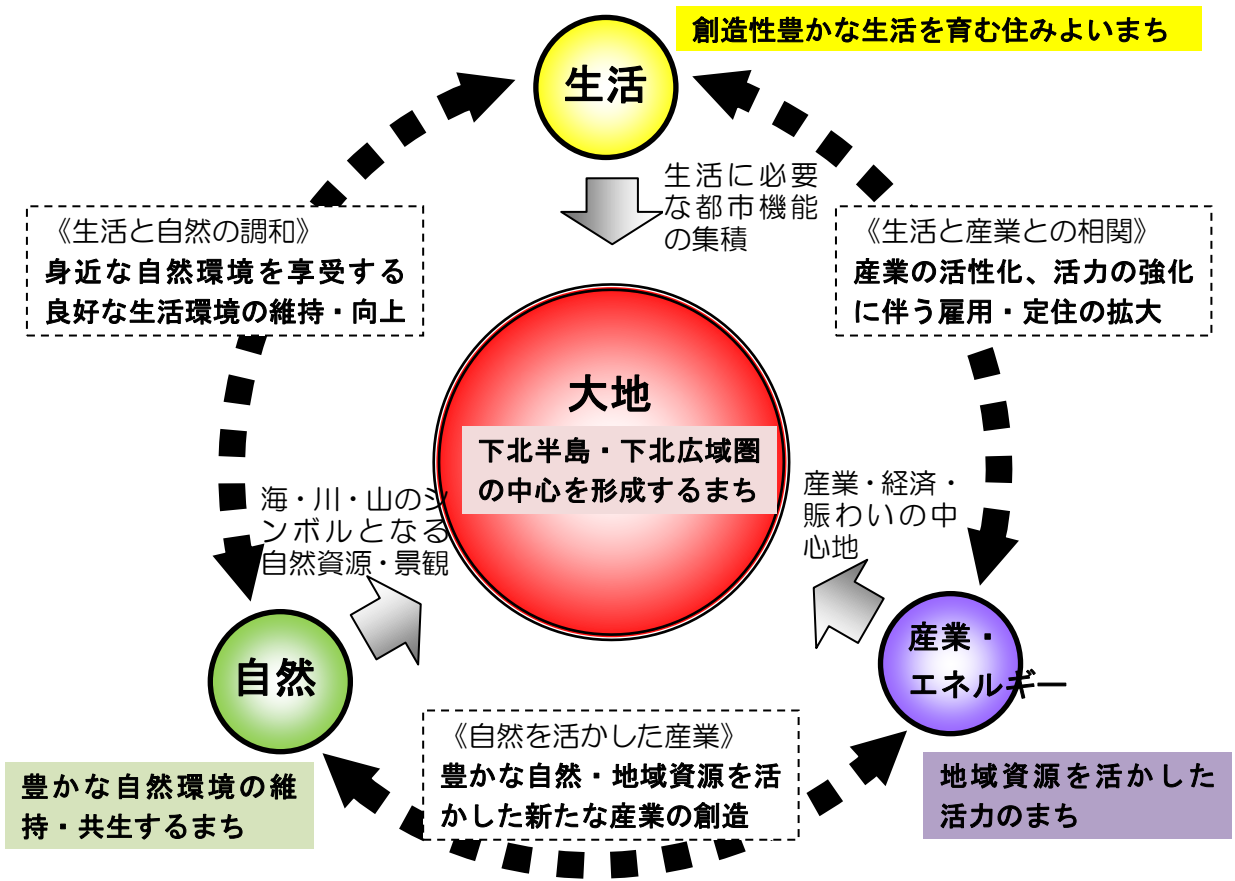 創造性豊かな生活を育む住みよいまち
生活
生活に必要
な都市機能
の集積
《生活と自然の調和》
身近な自然環境を享受する
良好な生活環境の維持・向上
《生活と産業との相関》
産業の活性化、活力の強化
に伴う雇用・定住の拡大
大地
下北半島・下北広域圏
の中心を形成するまち
海・川・山のシ
ンボルとなる
自然資源・景観
産業・経済・
賑わいの中
心地
自然
産業・
エネルギー
《自然を活かした産業》
豊かな自然・地域資源を活
かした新たな産業の創造
豊かな自然環境の維
持・共生するまち
地域資源を活かした
活力のまち